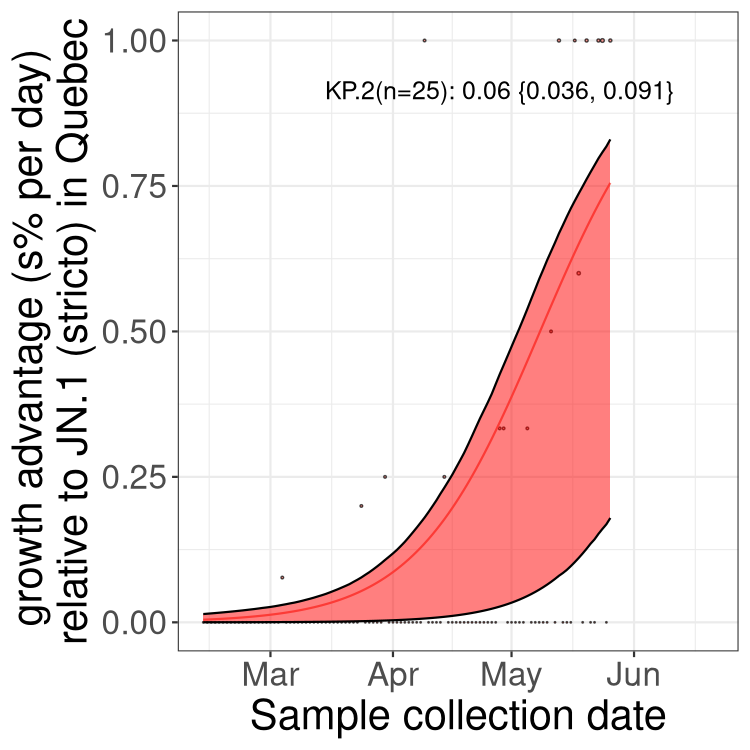 growth advantage (s% per day)
relative to JN.1 (stricto) in Quebec
1.00
0.75
0.50
0.25
0.00
KP.2(n=25): 0.06 {0.036, 0.091}
Mar Apr May Jun
Sample collection date